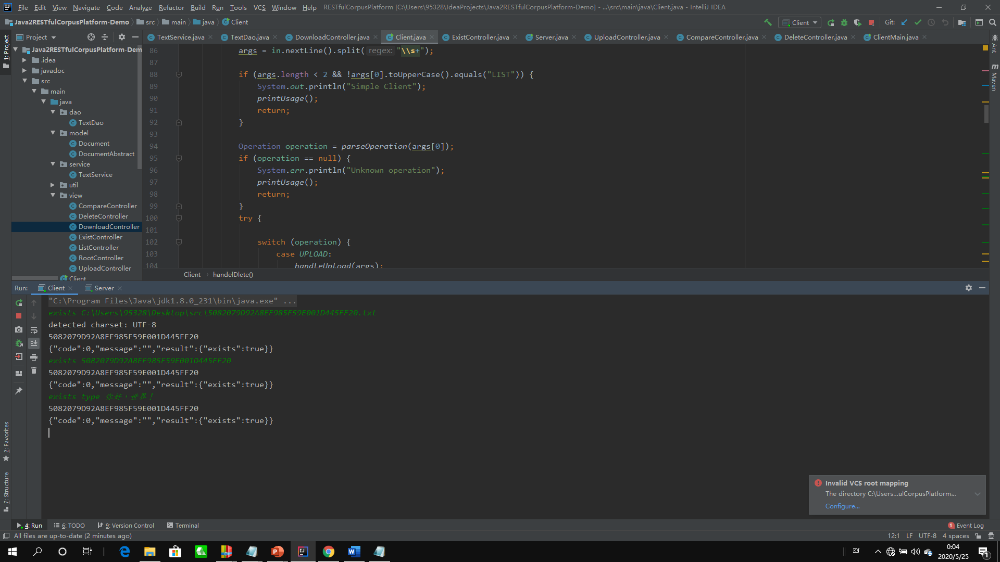 File Edit View Navigate Code Analyze Refactor Build Run Tools VCS Window Help RESTfulCorpusPlatform [C:\Users\95328\IdeaProjects\Java2RESTfulCorpusPlatform-Demo] - ...\src\main\java\Client.java - IntelliJ IDEA
Java2RESTfulCorpusPlatform-Demo src main java Client
Client Git:
Project
TextService.java TextDao.java DownloadController.java Client.java ExistController.java Server.java UploadController.java CompareController.java DeleteController.java ClientMain.java
1: Project
Java2RESTfulCorpusPlatform-Dem
.idea
javadoc
src
main
java
dao
TextDao
model
Document
DocumentAbstract
service
TextService
util
view
CompareController
DeleteController
DownloadController
ExistController
ListController
RootController
UploadController
Client
86 args = in.nextLine().split( regex: "\\s+");
87
88 if (args.length < 2 && !args[0].toUpperCase().equals("LIST")) {
89 System.out.println("Simple Client");
90 printUsage();
91 return;
92 }
93
94 Operation operation = parseOperation(args[0]);
95 if (operation == null) {
96 System.err.println("Unknown operation");
97 printUsage();
98 return;
99 }
100 try {
101
102 switch (operation) {
103 case UPLOAD:
104 handleUpload(args);
Client handelDlete()
Ant
Maven
Run: Client Server
"C:\Program Files\Java\jdk1.8.0_231\bin\java.exe" ...
exists C:\Users\95328\Desktop\src\5082079D92A8EF985F59E001D445FF20.txt
detected charset: UTF-8
5082079D92A8EF985F59E001D445FF20
{"code":0,"message":"","result":{"exists":true}}
exists 5082079D92A8EF985F59E001D445FF20
5082079D92A8EF985F59E001D445FF20
{"code":0,"message":"","result":{"exists":true}}
exists type 你好，世界！
5082079D92A8EF985F59E001D445FF20
{"code":0,"message":"","result":{"exists":true}}
2: Favorites
7: Structure
Invalid VCS root mapping
The directory C:\Users...ulCorpusPlatform-...
Configure...
4: Run 6: TODO 9: Version Control Terminal 1 Event Log
All files are up-to-date (2 minutes ago) 12:1 LF UTF-8 4 spaces
EN 0:04
2020/5/25 1